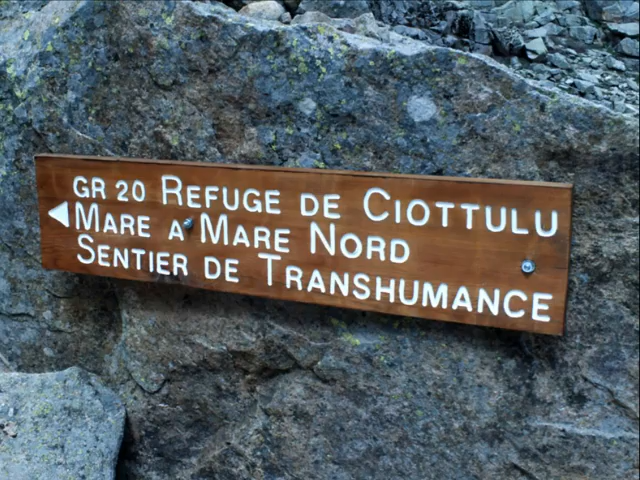 GR 20 REFUGE DE CIOTTULU
MARE A MARE NORD
SENTIER DE TRANSHUMANCE